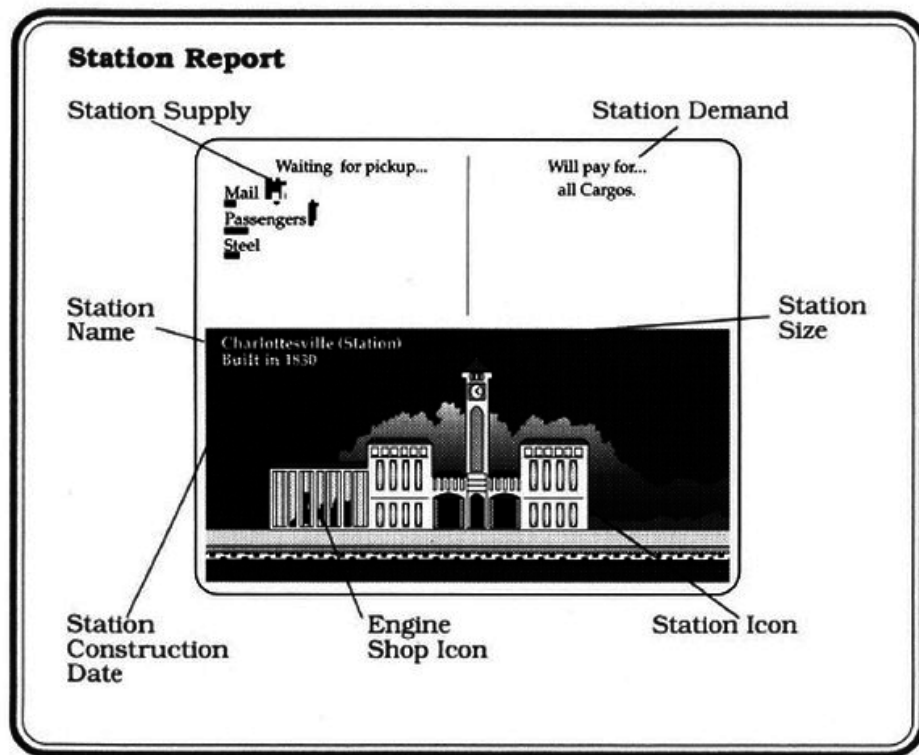 Station Report
Station Supply
Station Demand
Waiting for pickup...
Will pay for...
all Cargos.
Mail
Passengers
Steel
Station
Name
Station
Size
Charlottesville (Station)
Built in 1830
Station
Construction
Date
Engine
Shop Icon
Station Icon